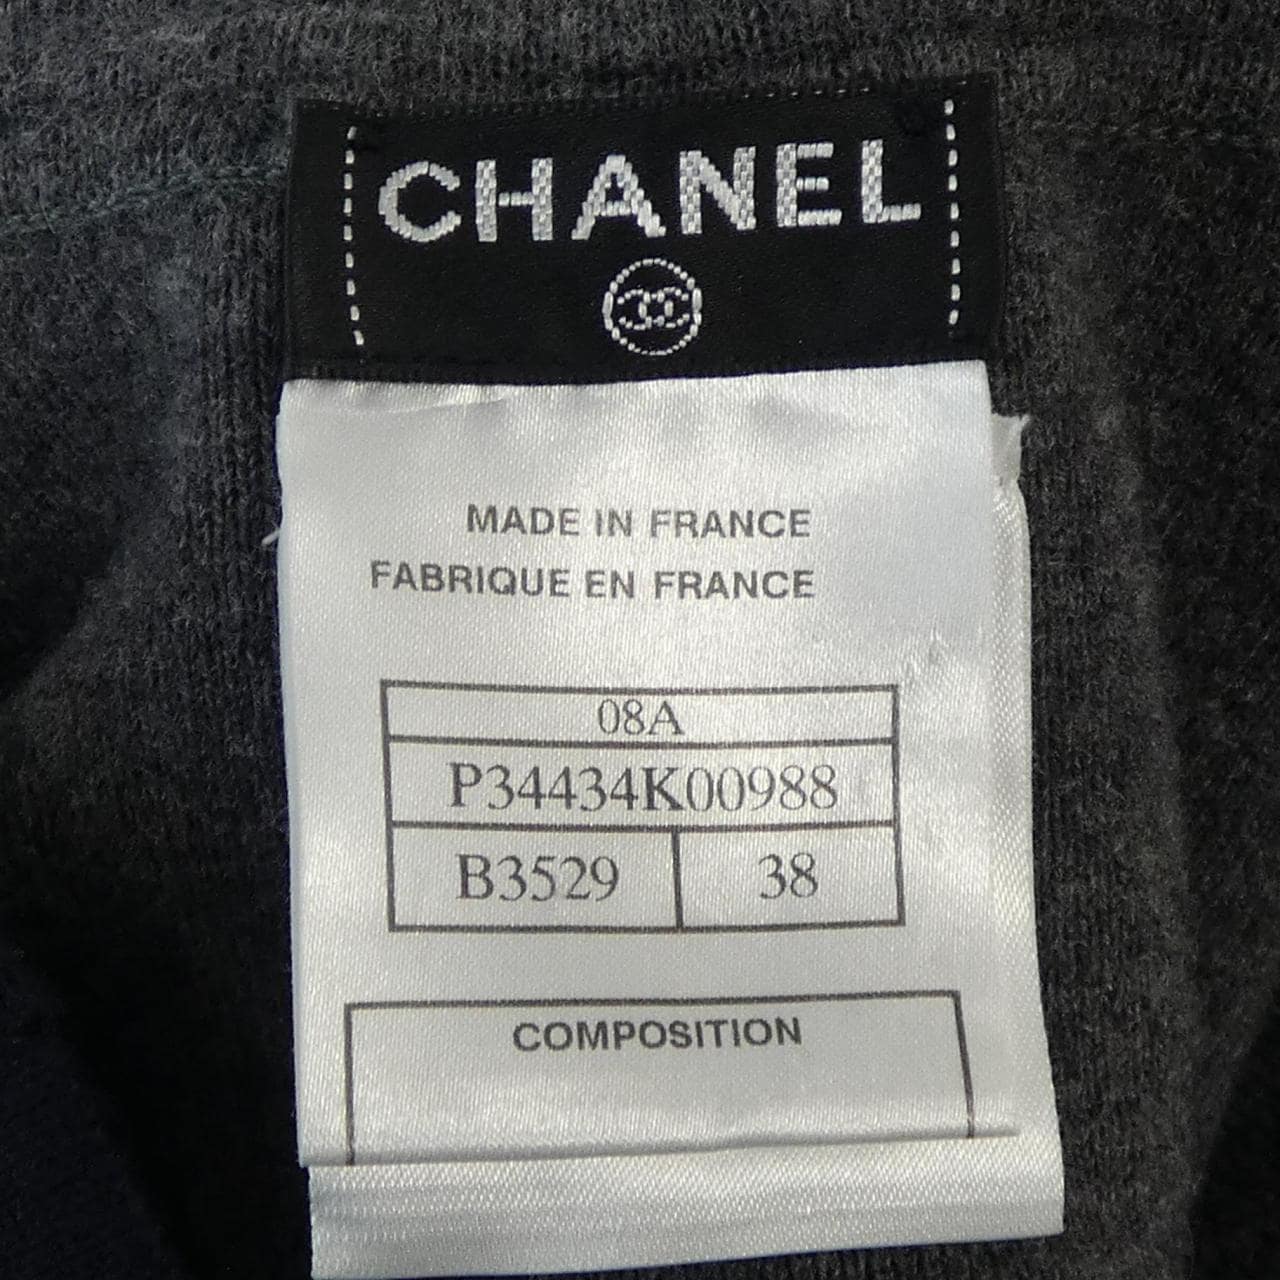 CHANEL
MADE IN FRANCE
FABRIQUE EN FRANCE
08A
P34434K00988
B3529 38
COMPOSITION